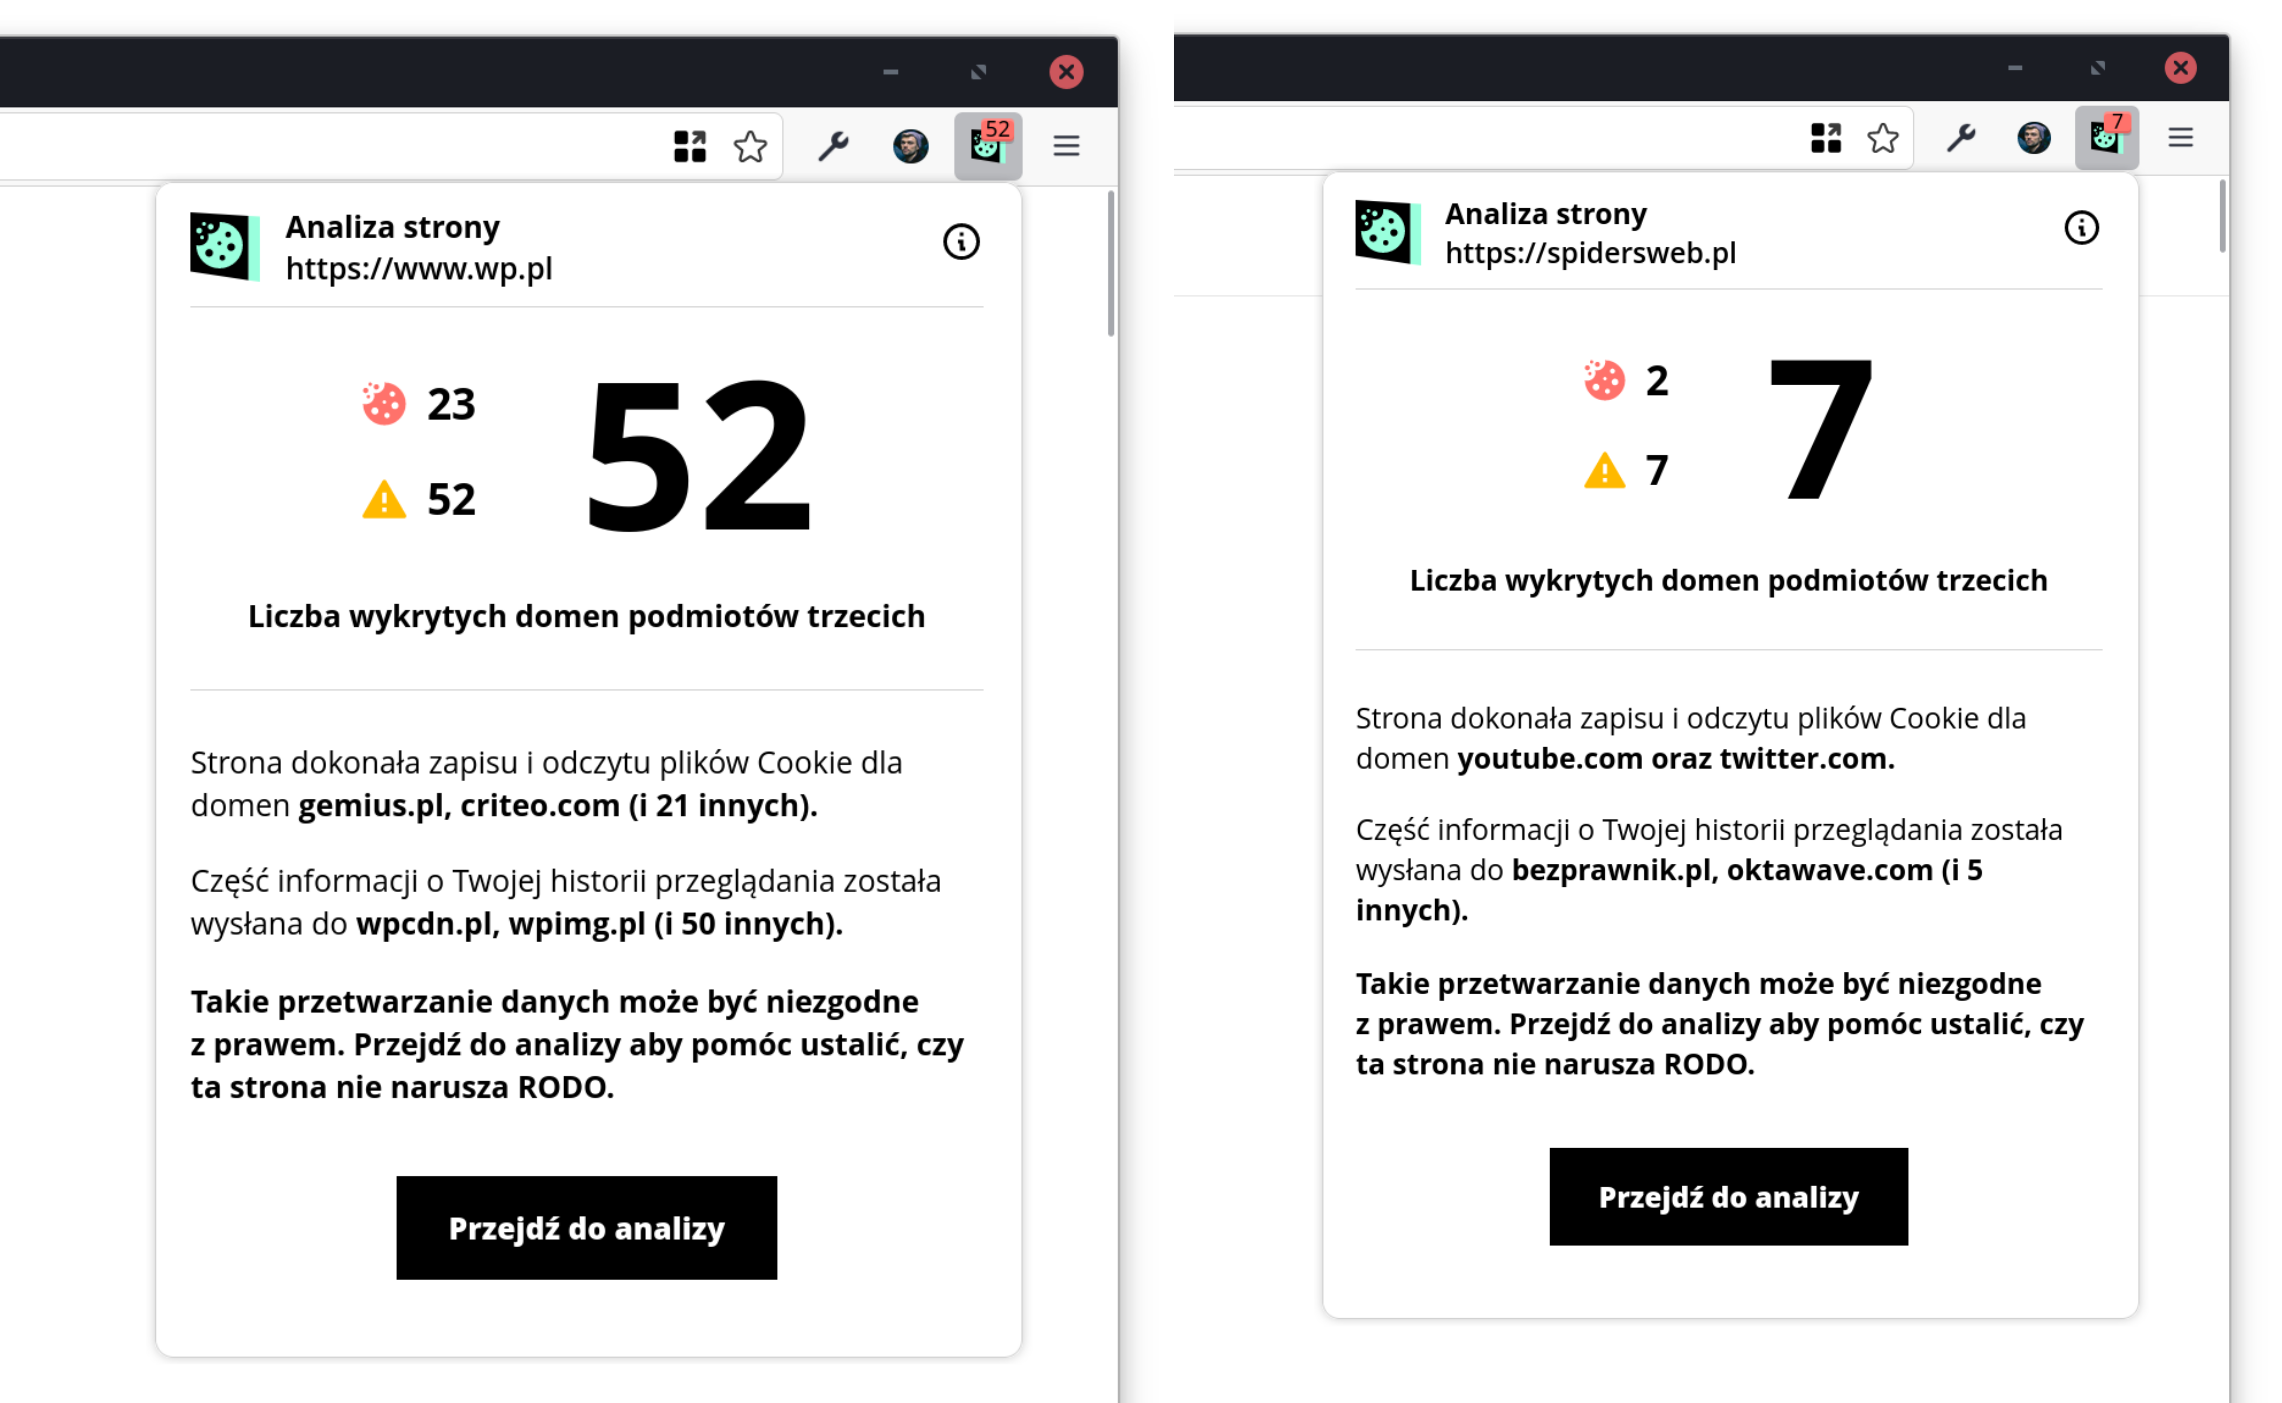 52
Analiza strony
https://www.wp.pl
23
52
52
Liczba wykrytych domen podmiotów trzecich
Strona dokonała zapisu i odczytu plików Cookie dla
domen gemius.pl, criteo.com (i 21 innych).
Część informacji o Twojej historii przeglądania została
wysłana do wpcdn.pl, wpimg.pl (i 50 innych).
Takie przetwarzanie danych może być niezgodne
z prawem. Przejdź do analizy aby pomóc ustalić, czy
ta strona nie narusza RODO.
Przejdź do analizy
7
Analiza strony
https://spidersweb.pl
2
7
7
Liczba wykrytych domen podmiotów trzecich
Strona dokonała zapisu i odczytu plików Cookie dla
domen youtube.com oraz twitter.com.
Część informacji o Twojej historii przeglądania została
wysłana do bezprawnik.pl, oktawave.com (i 5
innych).
Takie przetwarzanie danych może być niezgodne
z prawem. Przejdź do analizy aby pomóc ustalić, czy
ta strona nie narusza RODO.
Przejdź do analizy